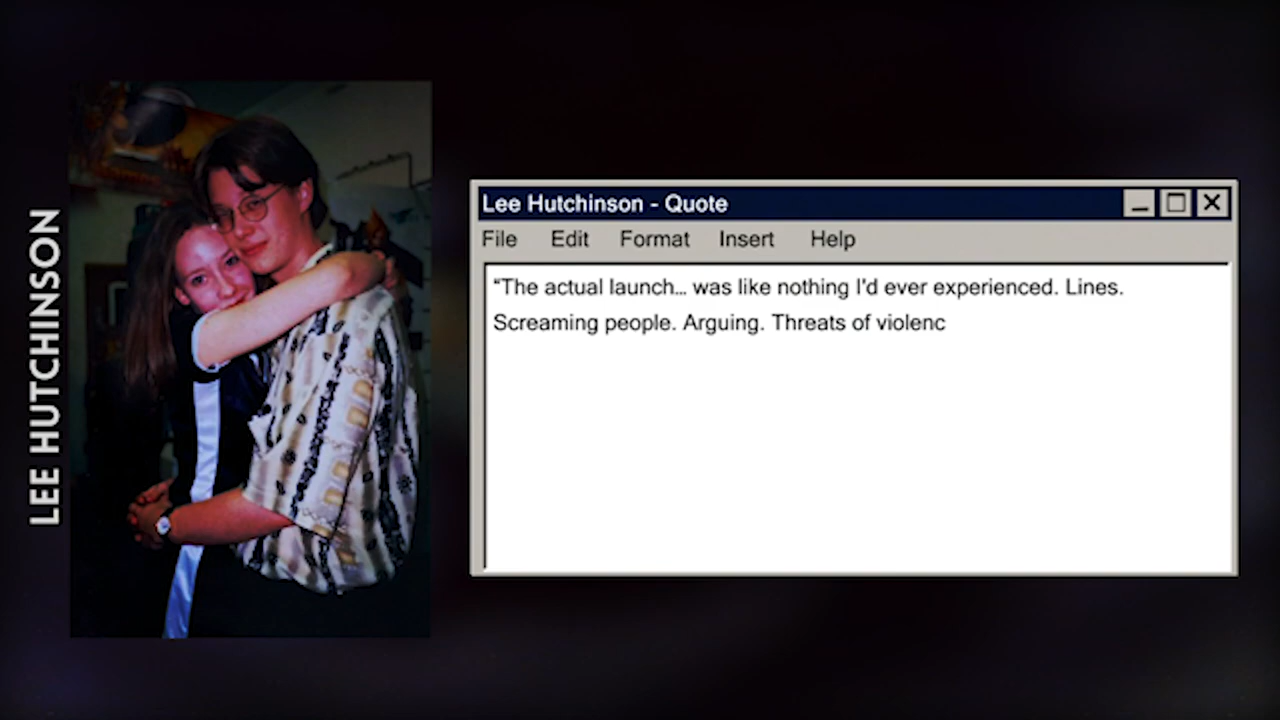 LEE HUTCHINSON
Lee Hutchinson - Quote
File Edit Format Insert Help
“The actual launch… was like nothing I'd ever experienced. Lines.
Screaming people. Arguing. Threats of violenc